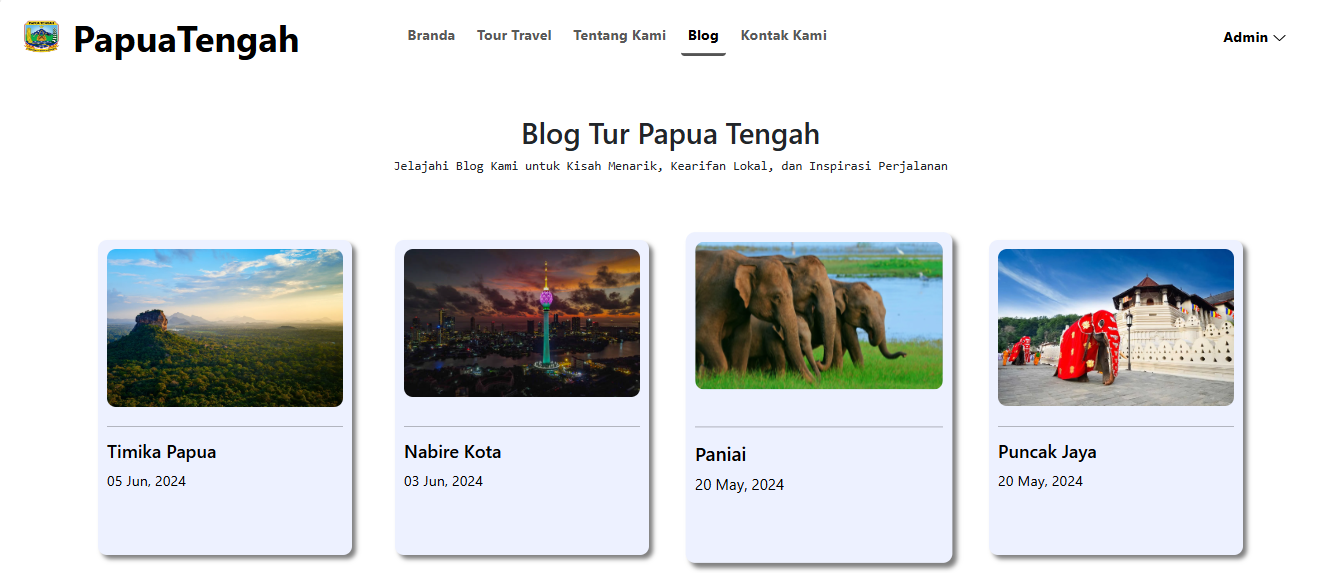 PapuaTengah
Branda
Tour Travel
Tentang Kami
Blog
Kontak Kami
Admin
Blog Tur Papua Tengah
Jelajahi Blog Kami untuk Kisah Menarik, Kearifan Lokal, dan Inspirasi Perjalanan
Timika Papua
05 Jun, 2024
Nabire Kota
03 Jun, 2024
Paniai
20 May, 2024
Puncak Jaya
20 May, 2024